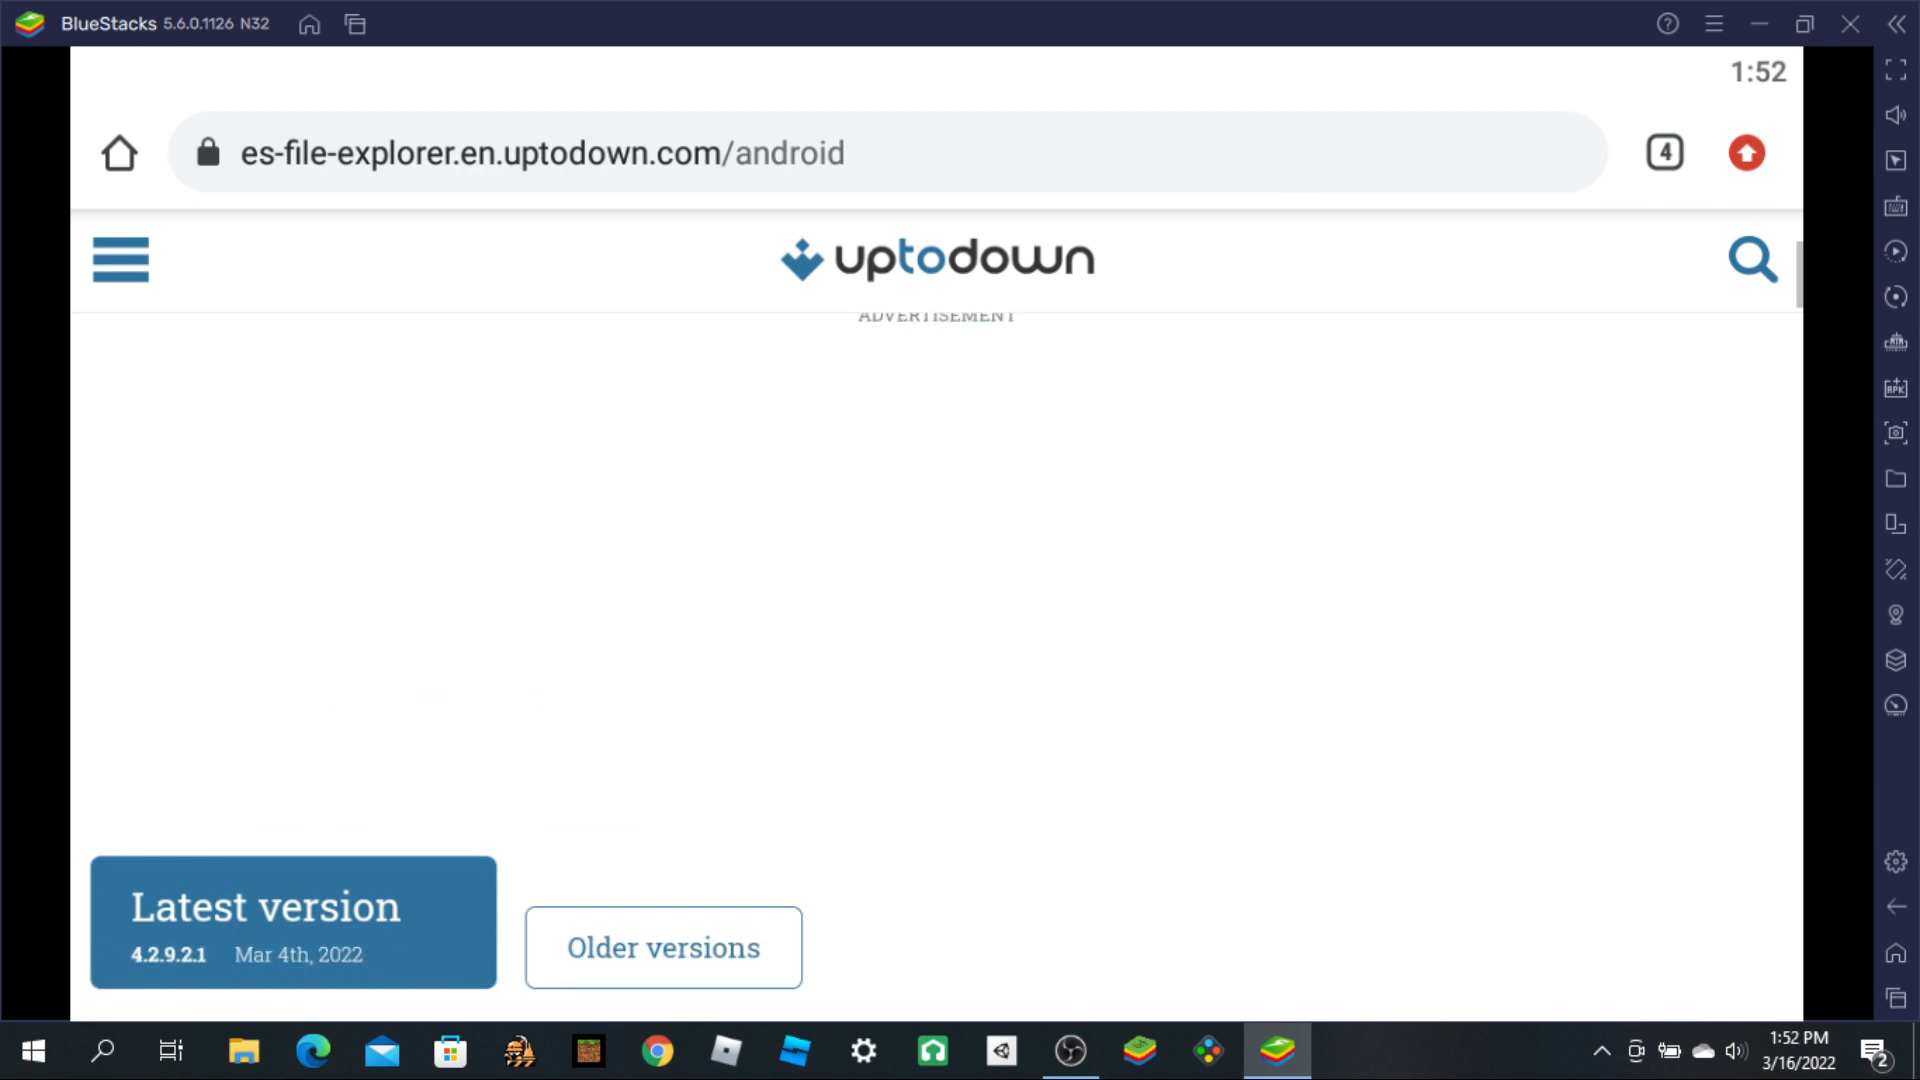 BlueStacks 5.6.0.1126 N32
1:52
es-file-explorer.en.uptodown.com/android
4
uptodown
ADVERTISEMENT
Latest version
4.2.9.2.1 Mar 4th, 2022
Older versions
1:52 PM
3/16/2022
2